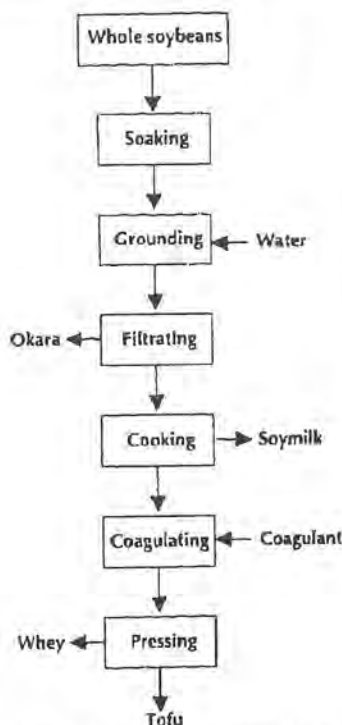 Whole soybeans
Soaking
Grounding
Water
Okara
Filtrating
Cooking
Soymilk
Coagulating
Coagulant
Whey
Pressing
Tofu